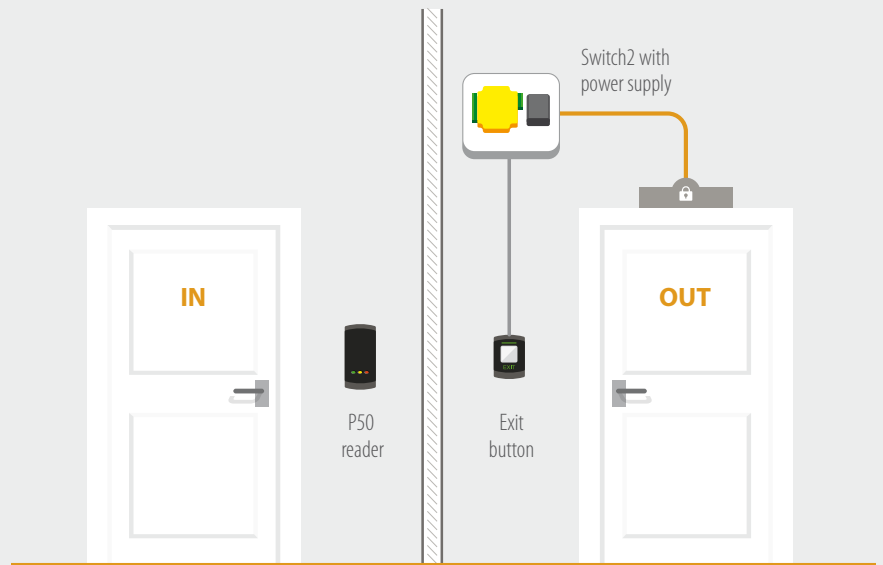 Switch2 with
power supply
IN
OUT
EXIT
P50
reader
Exit
button